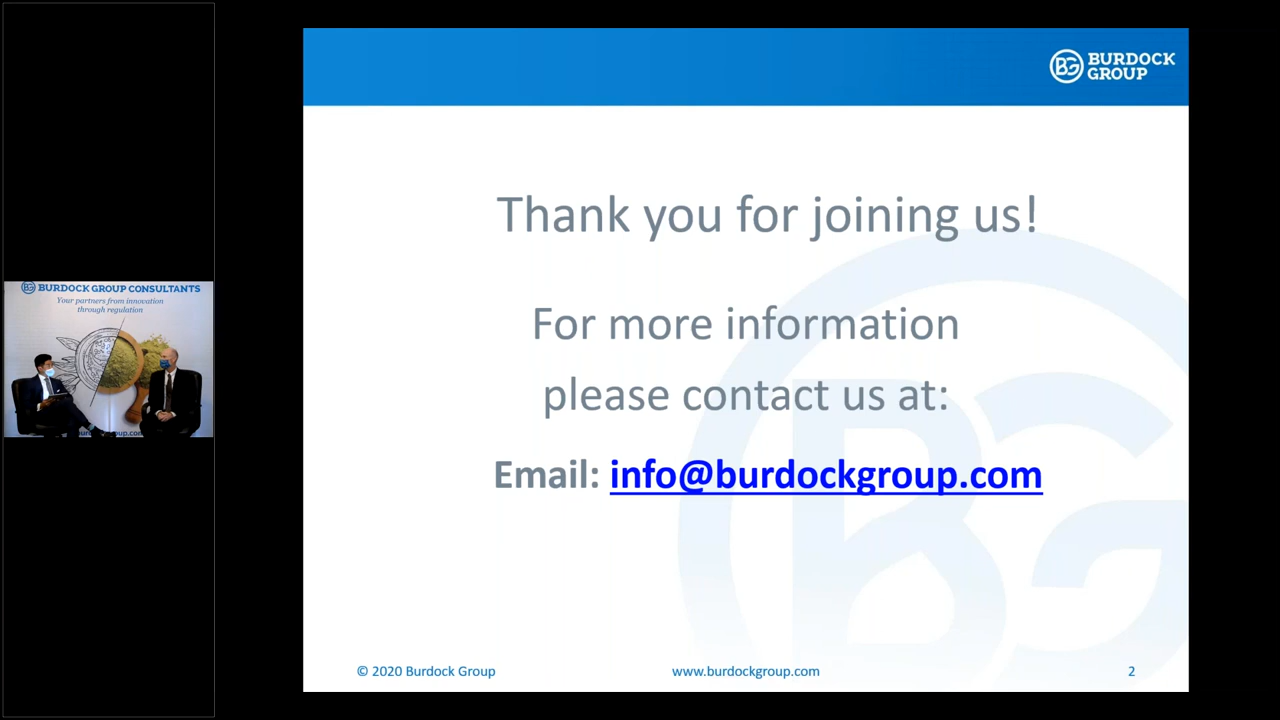 BURDOCK
GROUP
Thank you for joining us!
For more information
please contact us at:
Email: info@burdockgroup.com
© 2020 Burdock Group
www.burdockgroup.com
2
BURDOCK GROUP CONSULTANTS
Your partners from innovation
through regulation